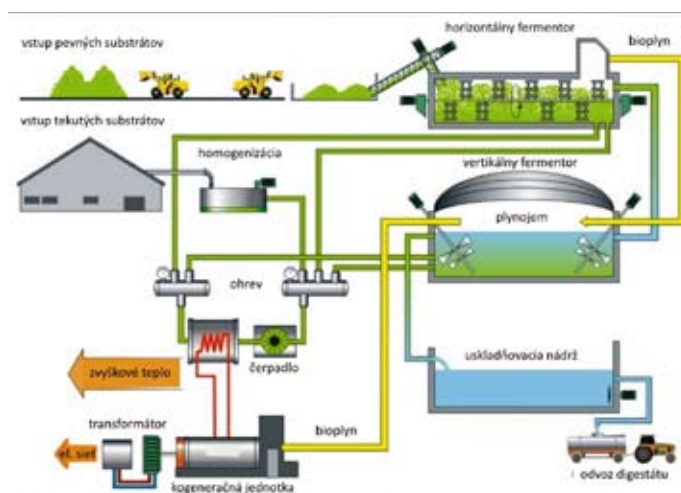 horizontálny fermentor
bioplyn
vstup pevných substrátov
vstup tekutých substrátov
homogenizácia
vertikálny fermentor
plynojem
ohrev
čerpadlo
uskladňovacia nádrž
zvyškové teplo
transformátor
bioplyn
el. sieť
kogeneračná jednotka
odvoz digestátu